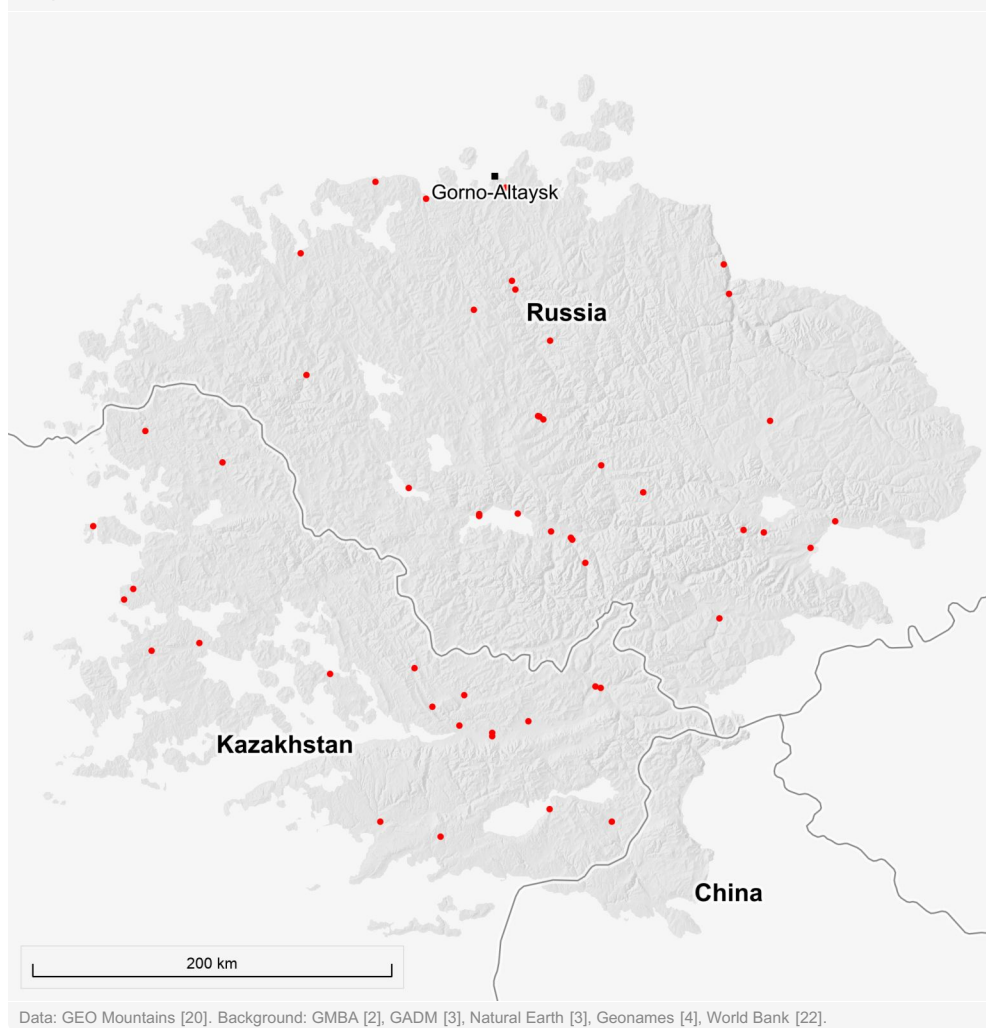 Gorno-Altaysk
Russia
Kazakhstan
China
200 km
Data: GEO Mountains [20]. Background: GMBA [2], GADM [3], Natural Earth [3], Geonames [4], World Bank [22].